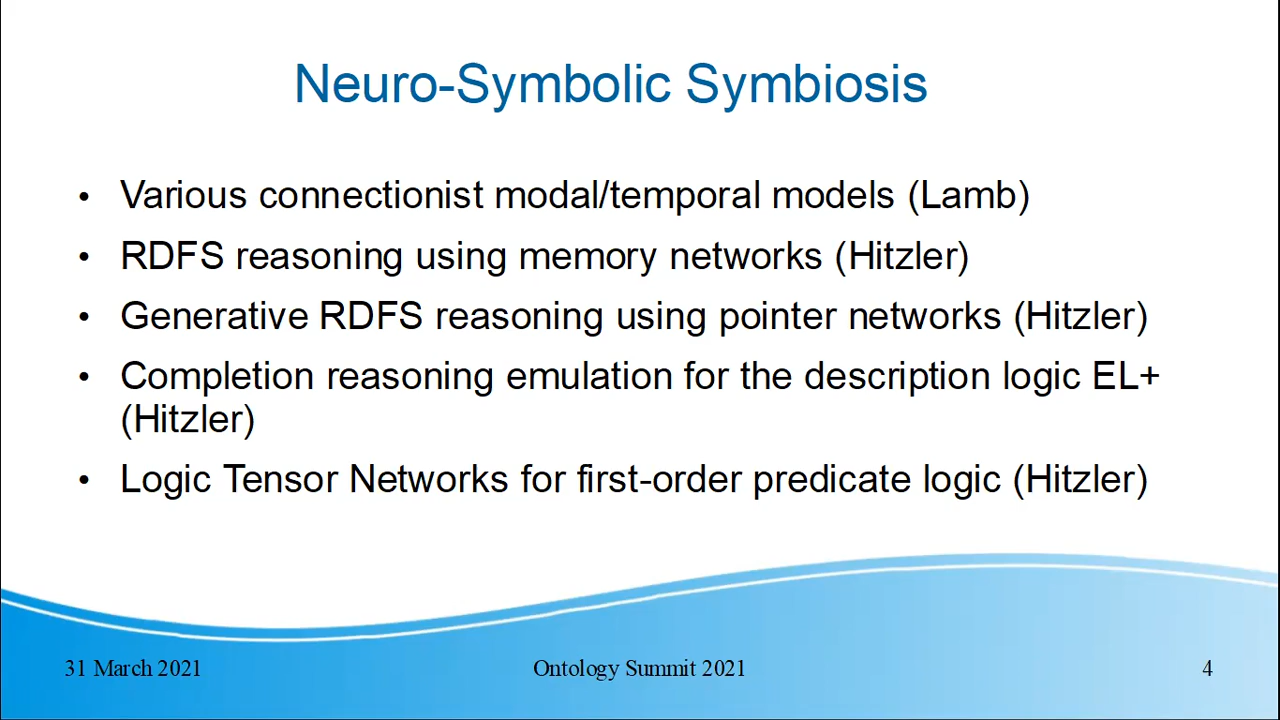 Neuro-Symbolic Symbiosis
• Various connectionist modal/temporal models (Lamb)
• RDFS reasoning using memory networks (Hitzler)
• Generative RDFS reasoning using pointer networks (Hitzler)
• Completion reasoning emulation for the description logic EL+
(Hitzler)
• Logic Tensor Networks for first-order predicate logic (Hitzler)
31 March 2021
Ontology Summit 2021
4